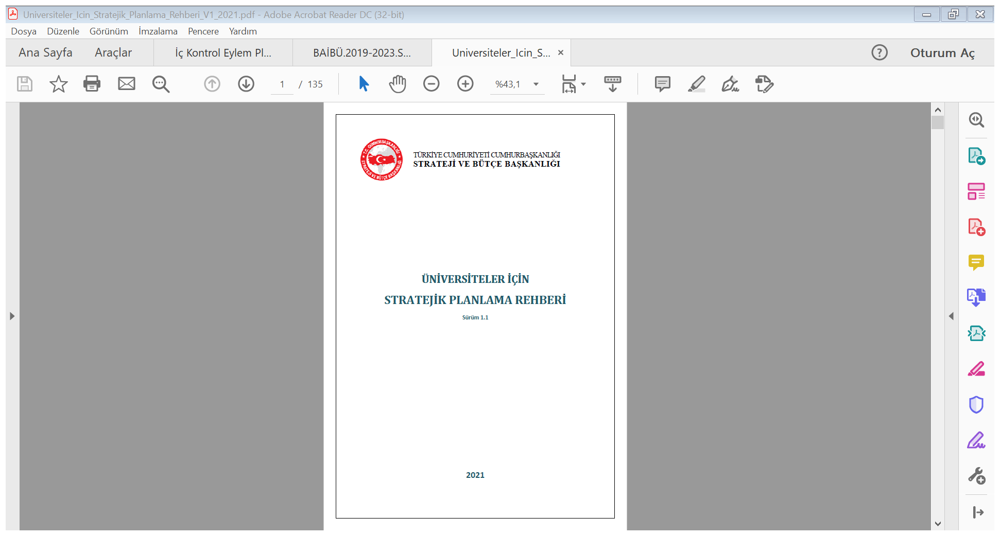 Universiteler_Icin_Stratejik_Planlama_Rehberi_V1_2021.pdf - Adobe Acrobat Reader DC (32-bit)
Dosya Düzenle Görünüm İmzalama Pencere Yardım
Ana Sayfa Araçlar İç Kontrol Eylem Pl... BAİBÜ.2019-2023.S... Universiteler_Icin_S... × ? Oturum Aç
1 / 135 %43,1
T.C. CUMHURBAŞKANLIĞI
STRATEJİ VE BÜTÇE BAŞKANLIĞI
TÜRKİYE CUMHURİYETİ CUMHURBAŞKANLIĞI
STRATEJİ VE BÜTÇE BAŞKANLIĞI
ÜNİVERSİTELER İÇİN
STRATEJİK PLANLAMA REHBERİ
Sürüm 1.1
2021